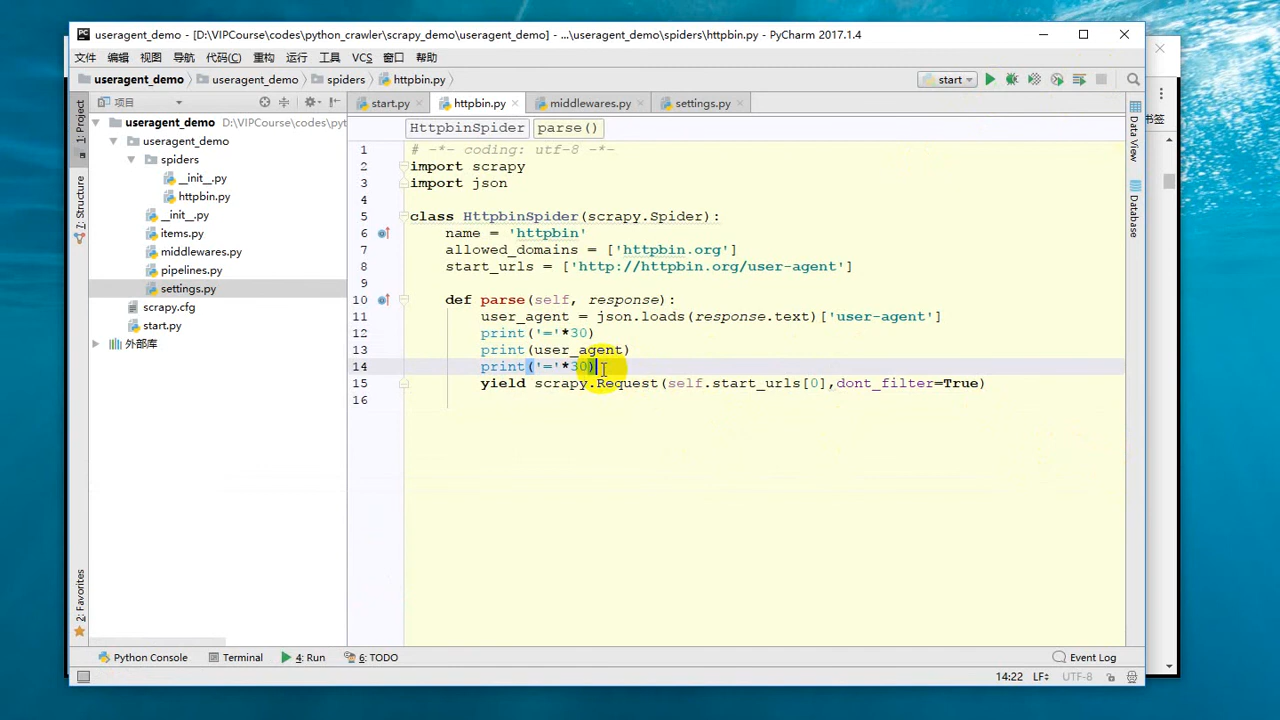 useragent_demo - [D:\VIPCourse\codes\python_crawler\scrapy_demo\useragent_demo] - ...\useragent_demo\spiders\httpbin.py - PyCharm 2017.1.4
文件 编辑 视图 导航 代码(C) 重构 运行 工具 VCS 窗口 帮助
useragent_demo useragent_demo spiders httpbin.py start
书签
项目
start.py httpbin.py middlewares.py settings.py
1: Project
7: Structure
2: Favorites
useragent_demo D:\VIPCourse\codes\pyt
useragent_demo
spiders
__init__.py
httpbin.py
__init__.py
items.py
middlewares.py
pipelines.py
settings.py
scrapy.cfg
start.py
外部库
HttpbinSpider parse()
1 # -*- coding: utf-8 -*-
2 import scrapy
3 import json
4
5 class HttpbinSpider(scrapy.Spider):
6 name = 'httpbin'
7 allowed_domains = ['httpbin.org']
8 start_urls = ['http://httpbin.org/user-agent']
9
10 def parse(self, response):
11 user_agent = json.loads(response.text)['user-agent']
12 print('='*30)
13 print(user_agent)
14 print('='*30)
15 yield scrapy.Request(self.start_urls[0],dont_filter=True)
16
Data View
Database
Python Console Terminal 4: Run 6: TODO Event Log
14:22 LF UTF-8